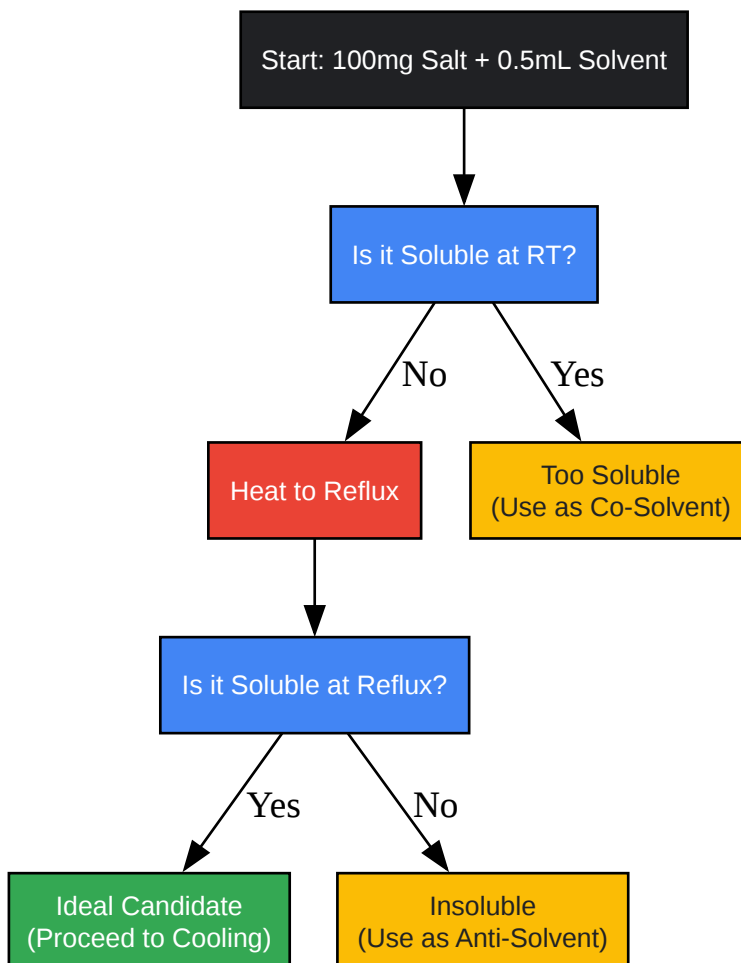 Start: 100mg Salt + 0.5mL Solvent
Is it Soluble at RT?
No
Yes
Heat to Reflux
Too Soluble
(Use as Co-Solvent)
Is it Soluble at Reflux?
Yes
No
Ideal Candidate
(Proceed to Cooling)
Insoluble
(Use as Anti-Solvent)